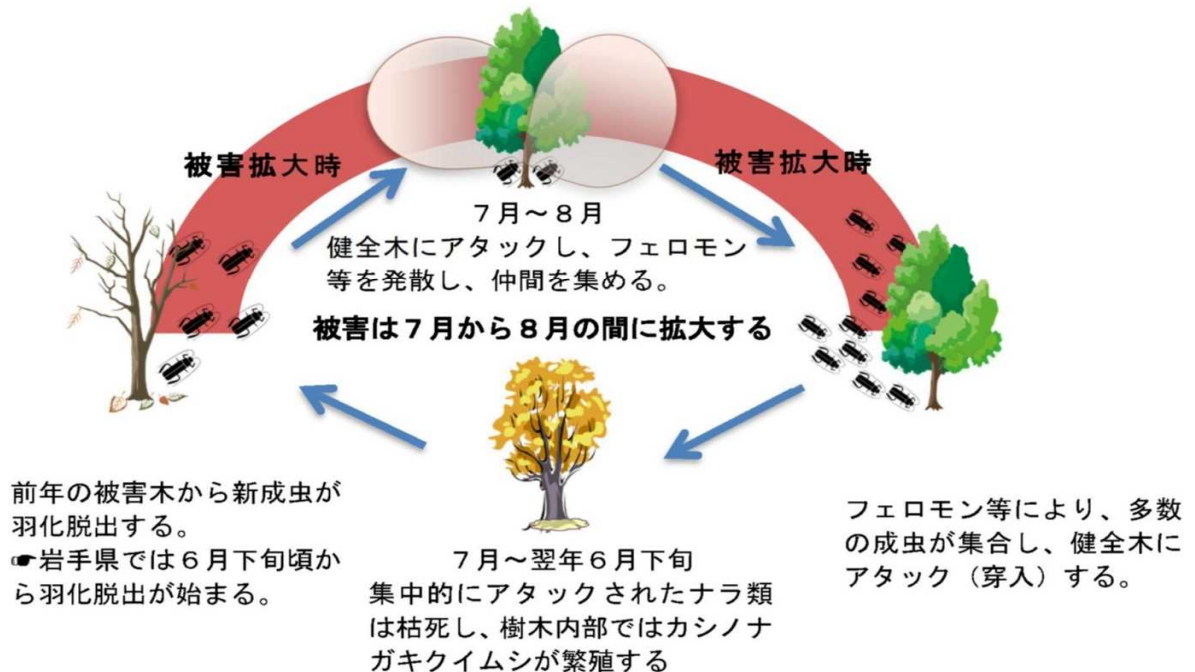 被害拡大時
被害拡大時
７月～８月
健全木にアタックし、フェロモン
等を発散し、仲間を集める。
被害は７月から８月の間に拡大する
前年の被害木から新成虫が
羽化脱出する。
☛岩手県では６月下旬頃か
ら羽化脱出が始まる。
７月～翌年６月下旬
集中的にアタックされたナラ類
は枯死し、樹木内部ではカシノナ
ガキクイムシが繁殖する
フェロモン等により、多数
の成虫が集合し、健全木に
アタック（穿入）する。